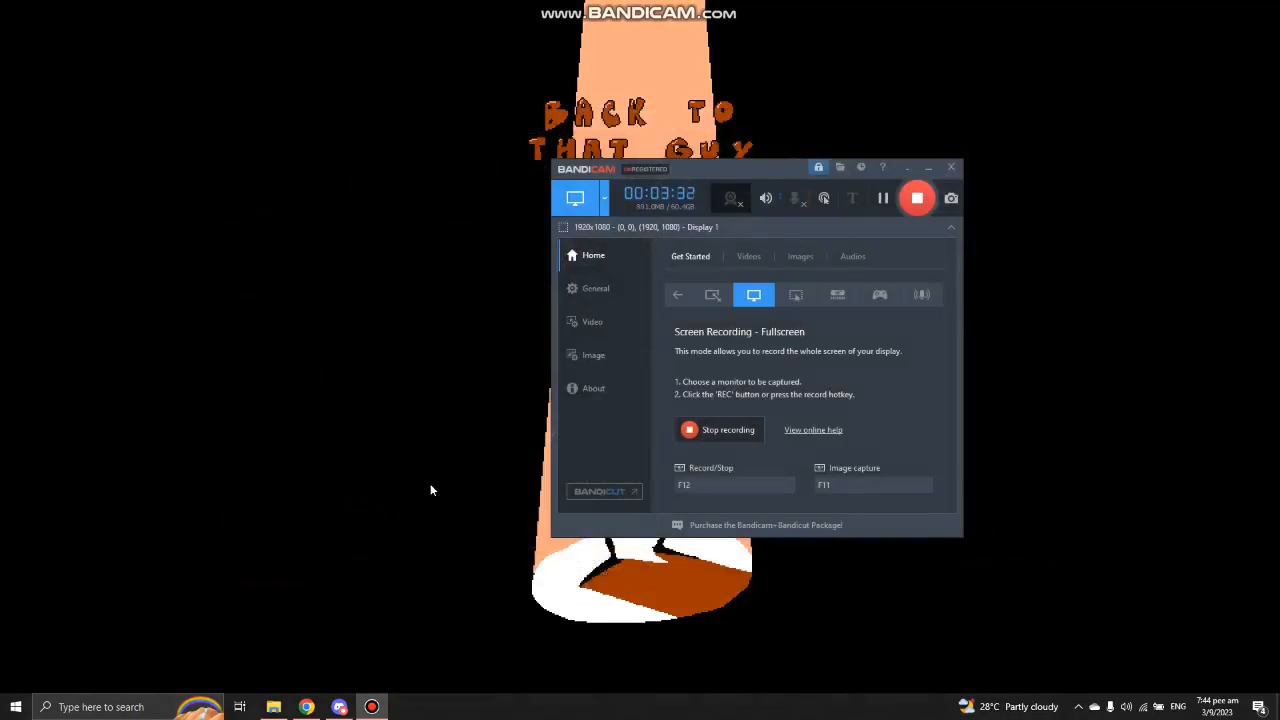 www.BANDICAM.com
BACK TO
THAT GUY
BANDICAM UNREGISTERED
00:03:32
1920x1080 - (0, 0), (1920, 1080) - Display 1
Home
Get Started Videos Images Audios
General
Video
Image
About
Screen Recording - Fullscreen
This mode allows you to record the whole screen of your display.
1. Choose a monitor to be captured.
2. Click the 'REC' button or press the record hotkey.
Stop recording View online help
Record/Stop Image capture
F12 F11
BANDICUT
Purchase the Bandicam+Bandicut Package!
Type here to search
28°C Partly cloudy
ENG
7:44 μεα
3/9/2023